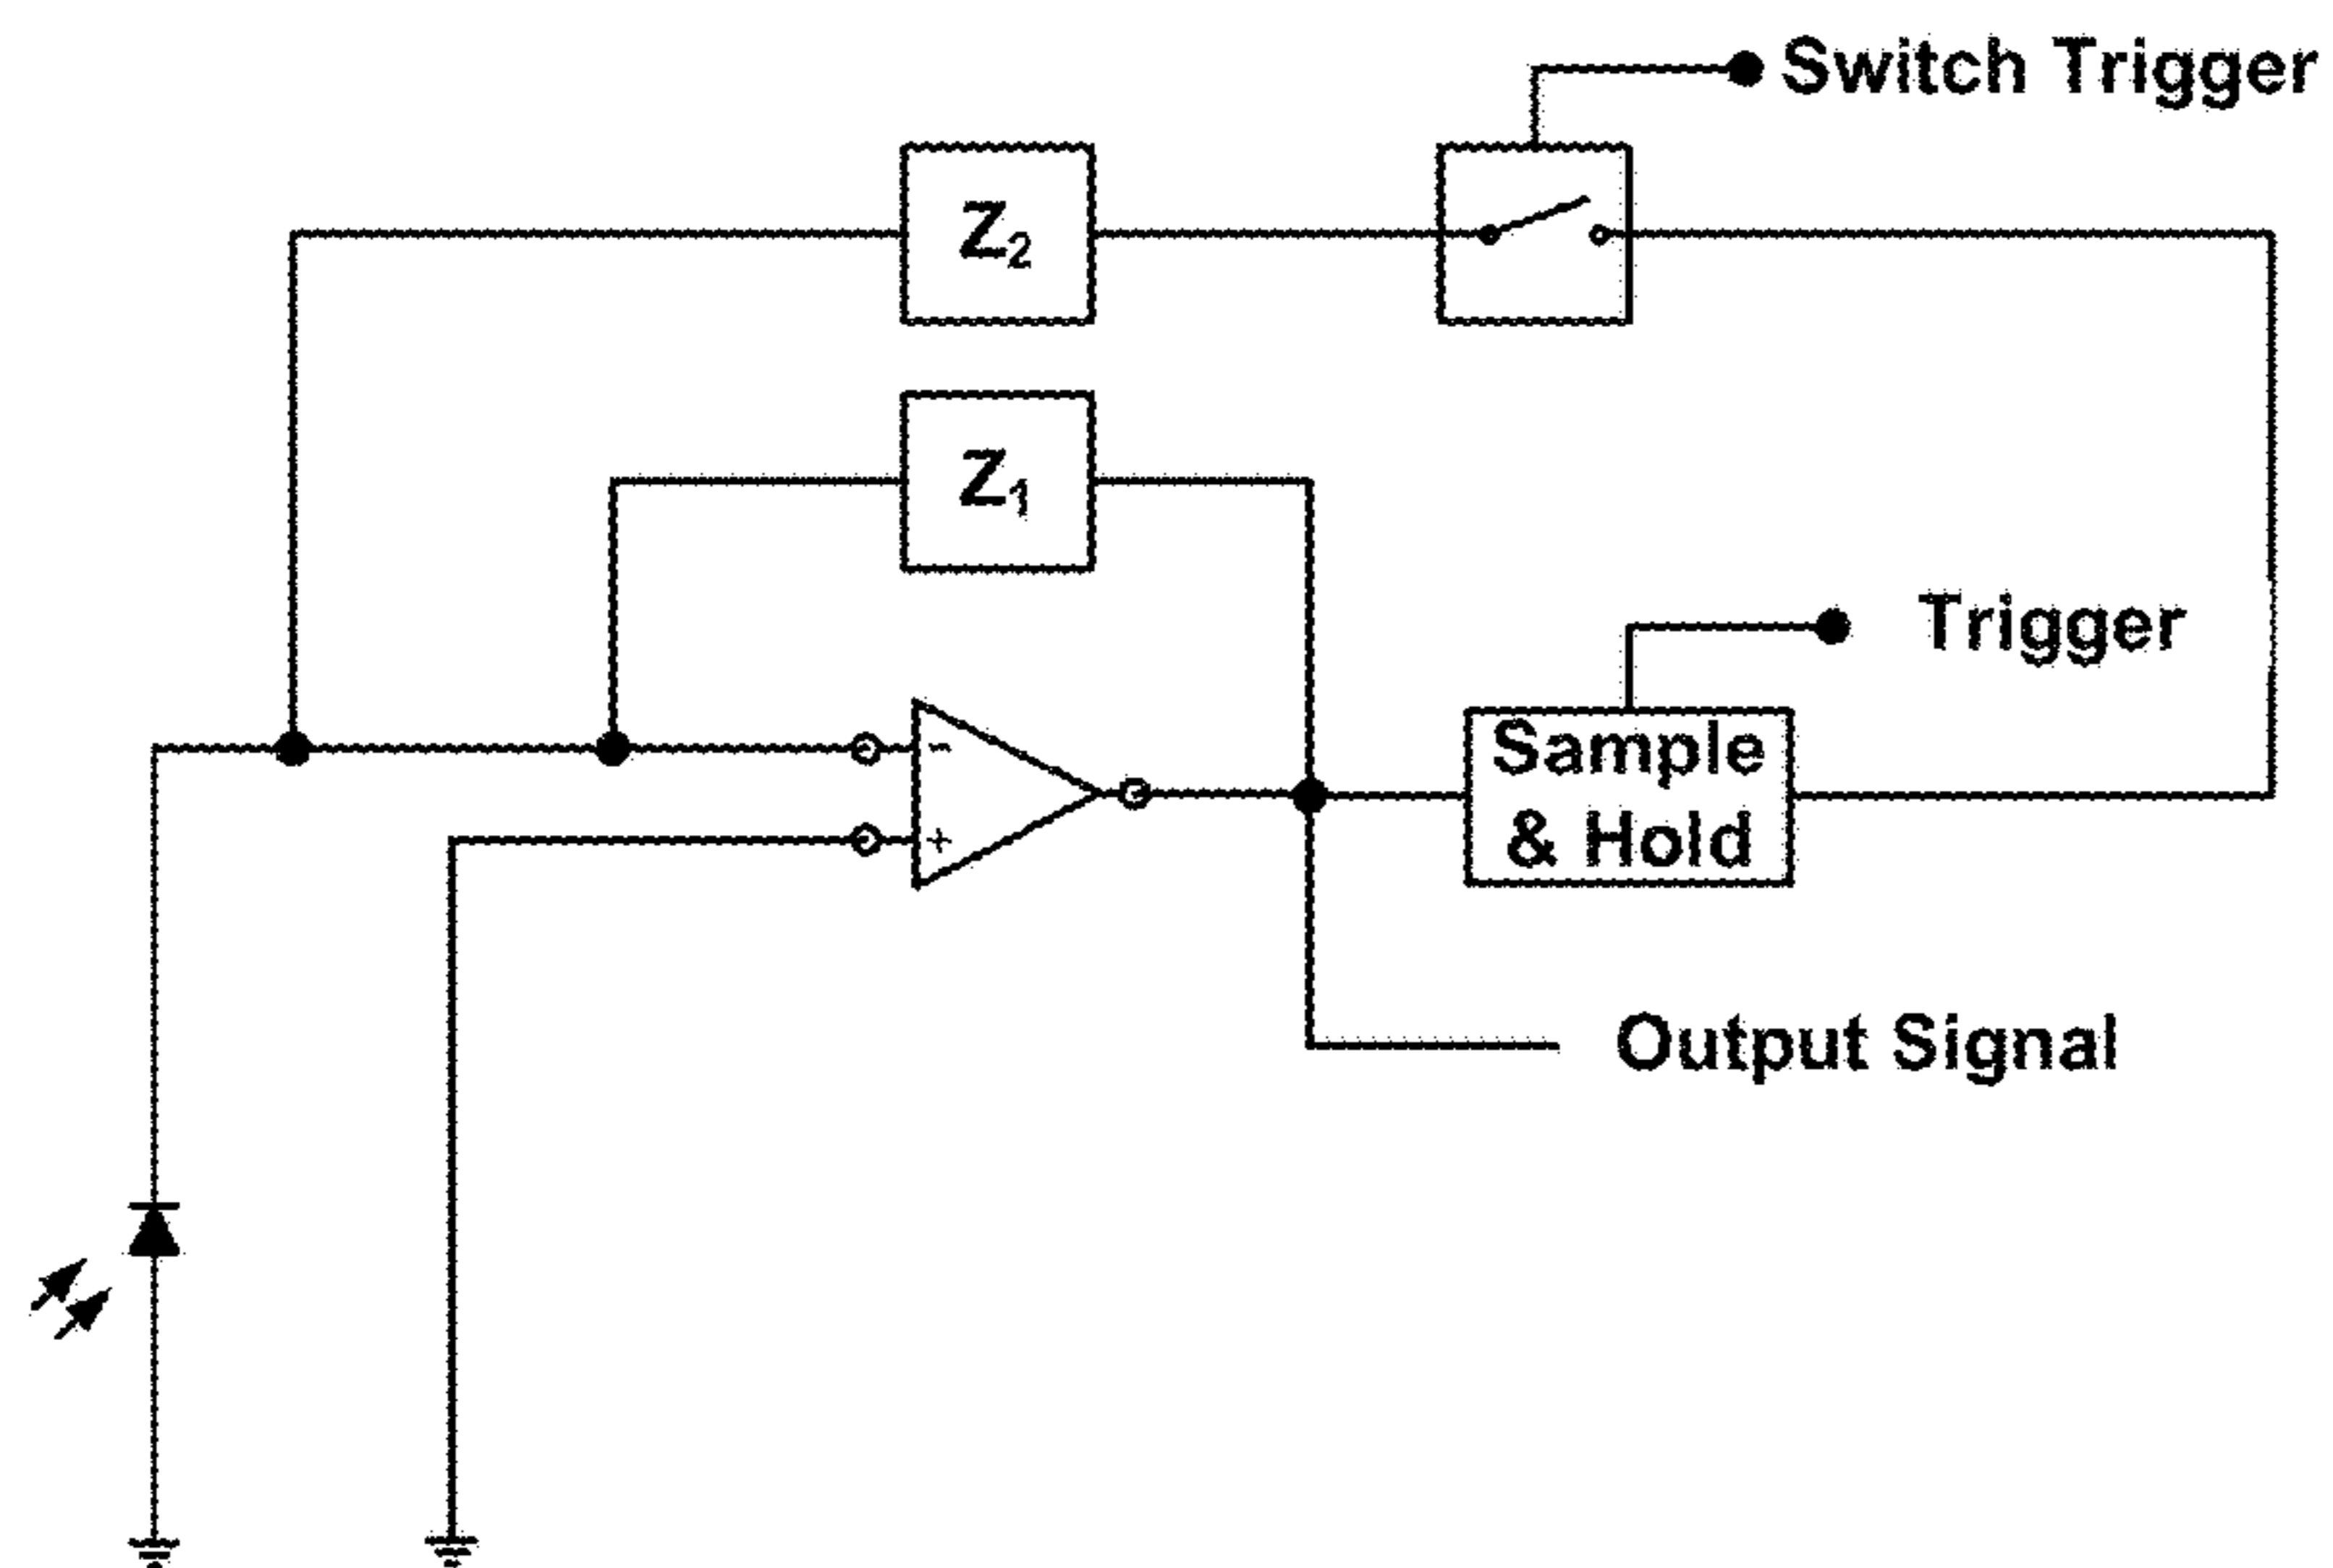 Switch Trigger
Z₂
Z₁
Trigger
Sample
& Hold
-
+
Output Signal